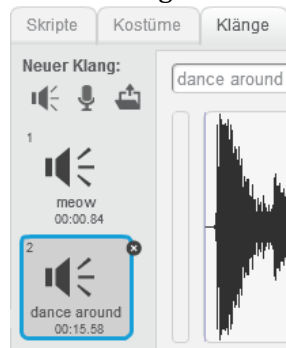 Skripte Kostüme Klänge
Neuer Klang:
dance around
1
meow
00:00.84
2
dance around
00:15.58